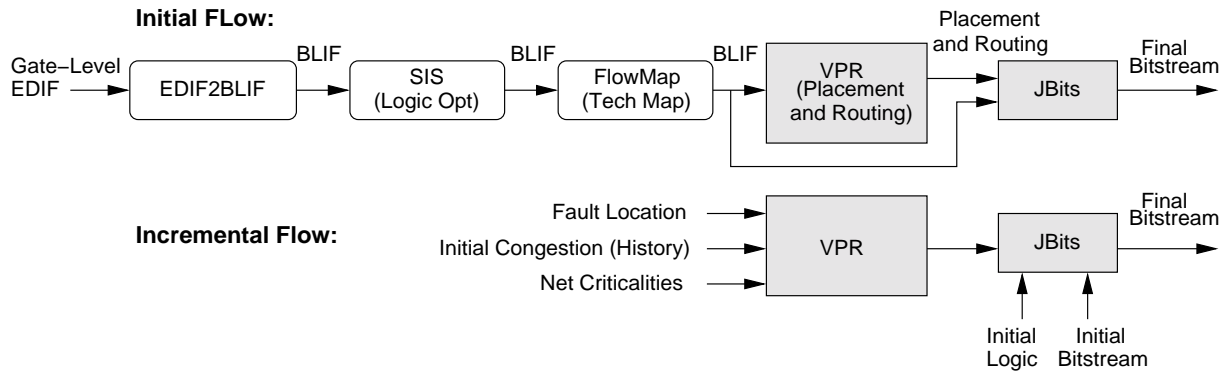 Initial FLow:
Gate–Level
EDIF
EDIF2BLIF
BLIF
SIS
(Logic Opt)
BLIF
FlowMap
(Tech Map)
BLIF
VPR
(Placement
and Routing)
Placement
and Routing
JBits
Final
Bitstream
Incremental Flow:
Fault Location
Initial Congestion (History)
Net Criticalities
VPR
JBits
Final
Bitstream
Initial
Logic
Initial
Bitstream